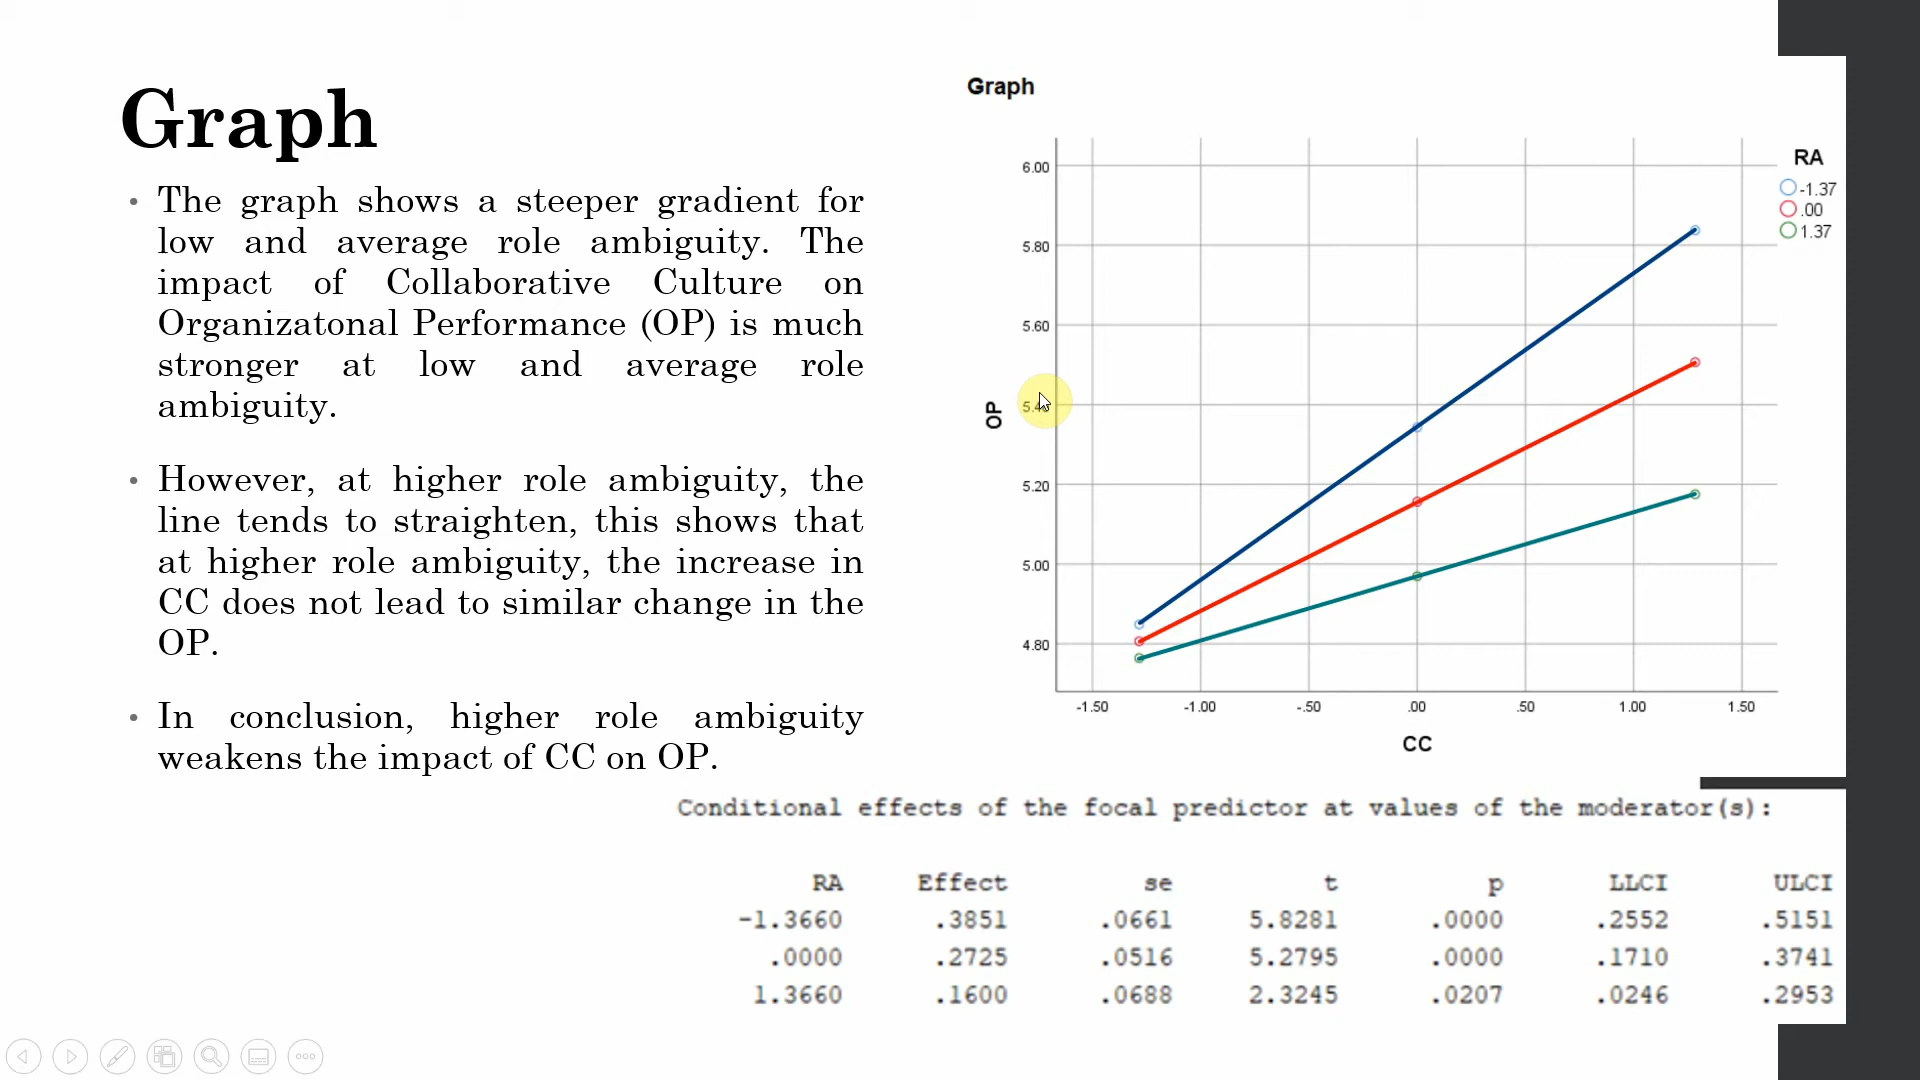 Graph
• The graph shows a steeper gradient for
low and average role ambiguity. The
impact of Collaborative Culture on
Organizatonal Performance (OP) is much
stronger at low and average role
ambiguity.
• However, at higher role ambiguity, the
line tends to straighten, this shows that
at higher role ambiguity, the increase in
CC does not lead to similar change in the
OP.
• In conclusion, higher role ambiguity
weakens the impact of CC on OP.
Graph
6.00
5.80
5.60
OP
5.20
5.00
4.80
-1.50 -1.00 -.50 .00 .50 1.00 1.50
CC
RA
-1.37
.00
1.37
Conditional effects of the focal predictor at values of the moderator(s):
RA Effect se t p LLCI ULCI
-1.3660 .3851 .0661 5.8281 .0000 .2552 .5151
.0000 .2725 .0516 5.2795 .0000 .1710 .3741
1.3660 .1600 .0688 2.3245 .0207 .0246 .2953